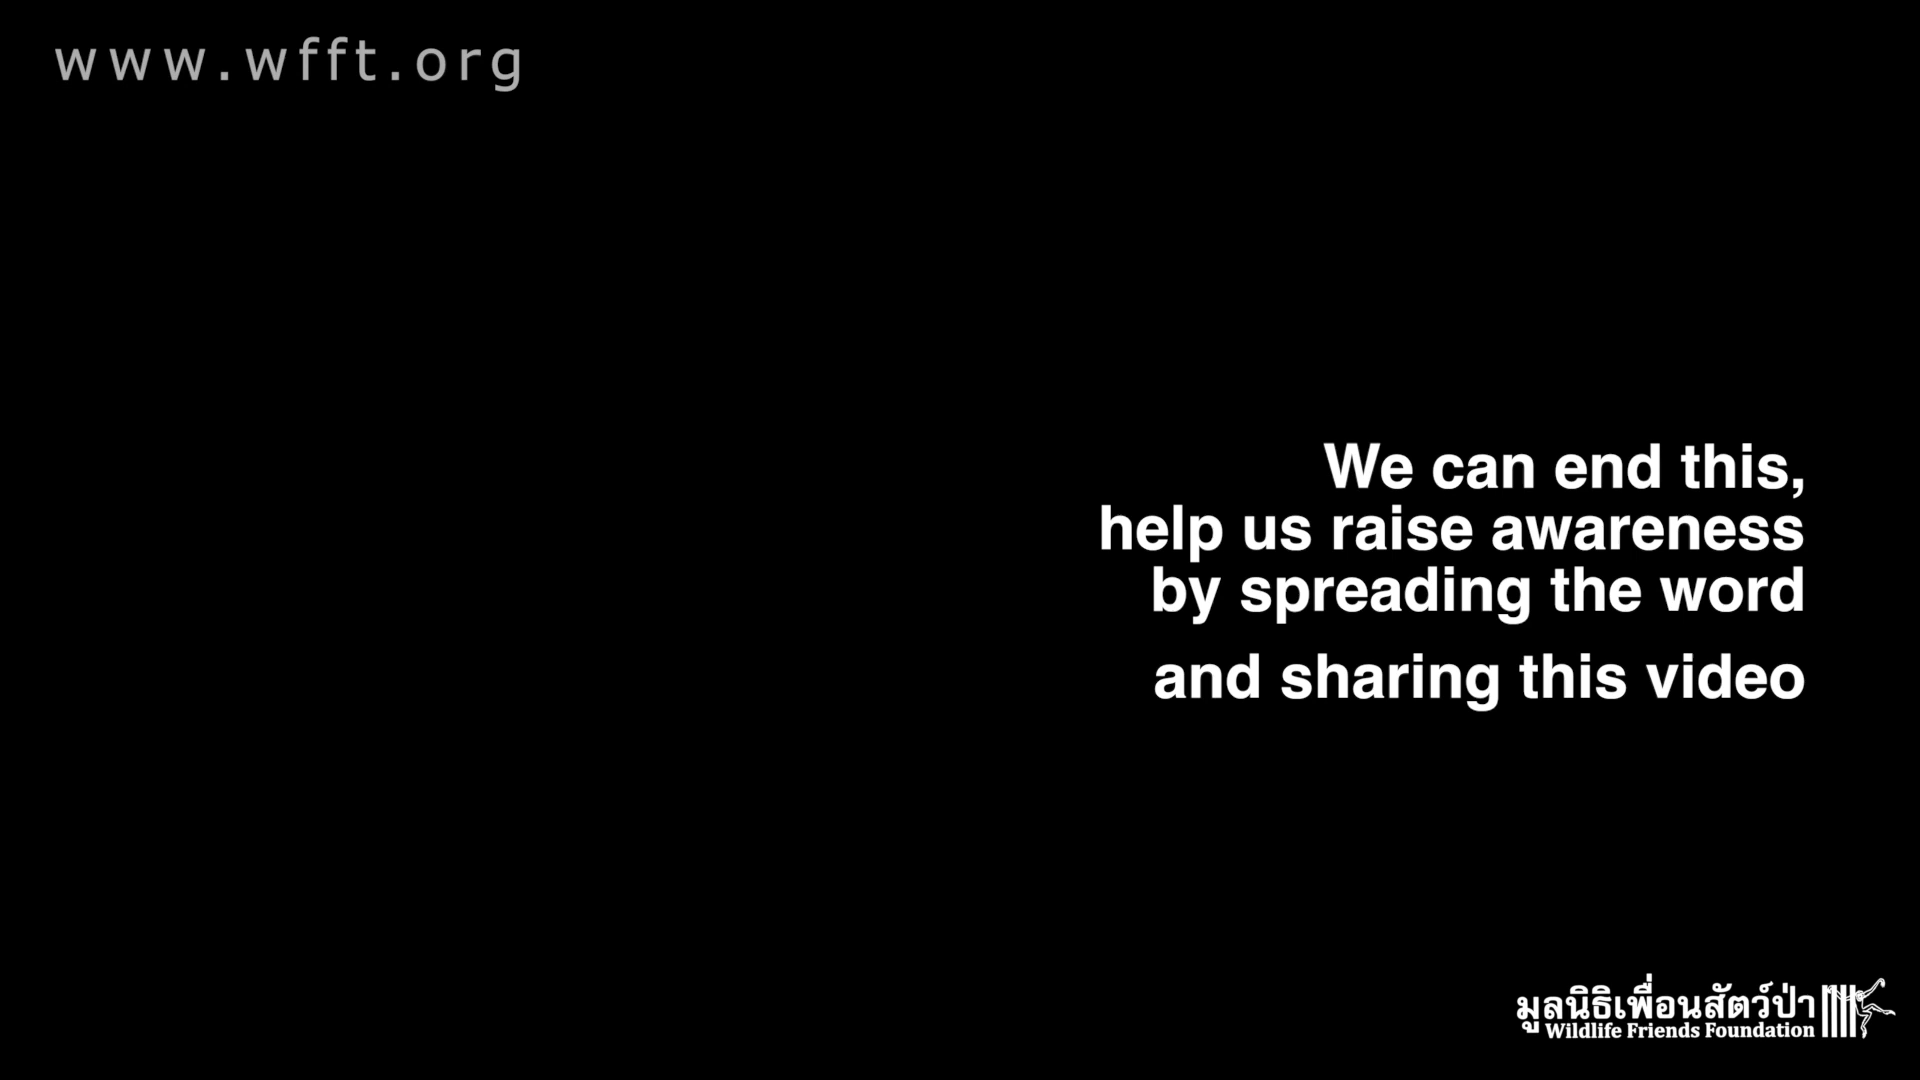 www.wfft.org
We can end this,
help us raise awareness
by spreading the word
and sharing this video
มูลนิธิเพื่อนสัตว์ป่า
Wildlife Friends Foundation